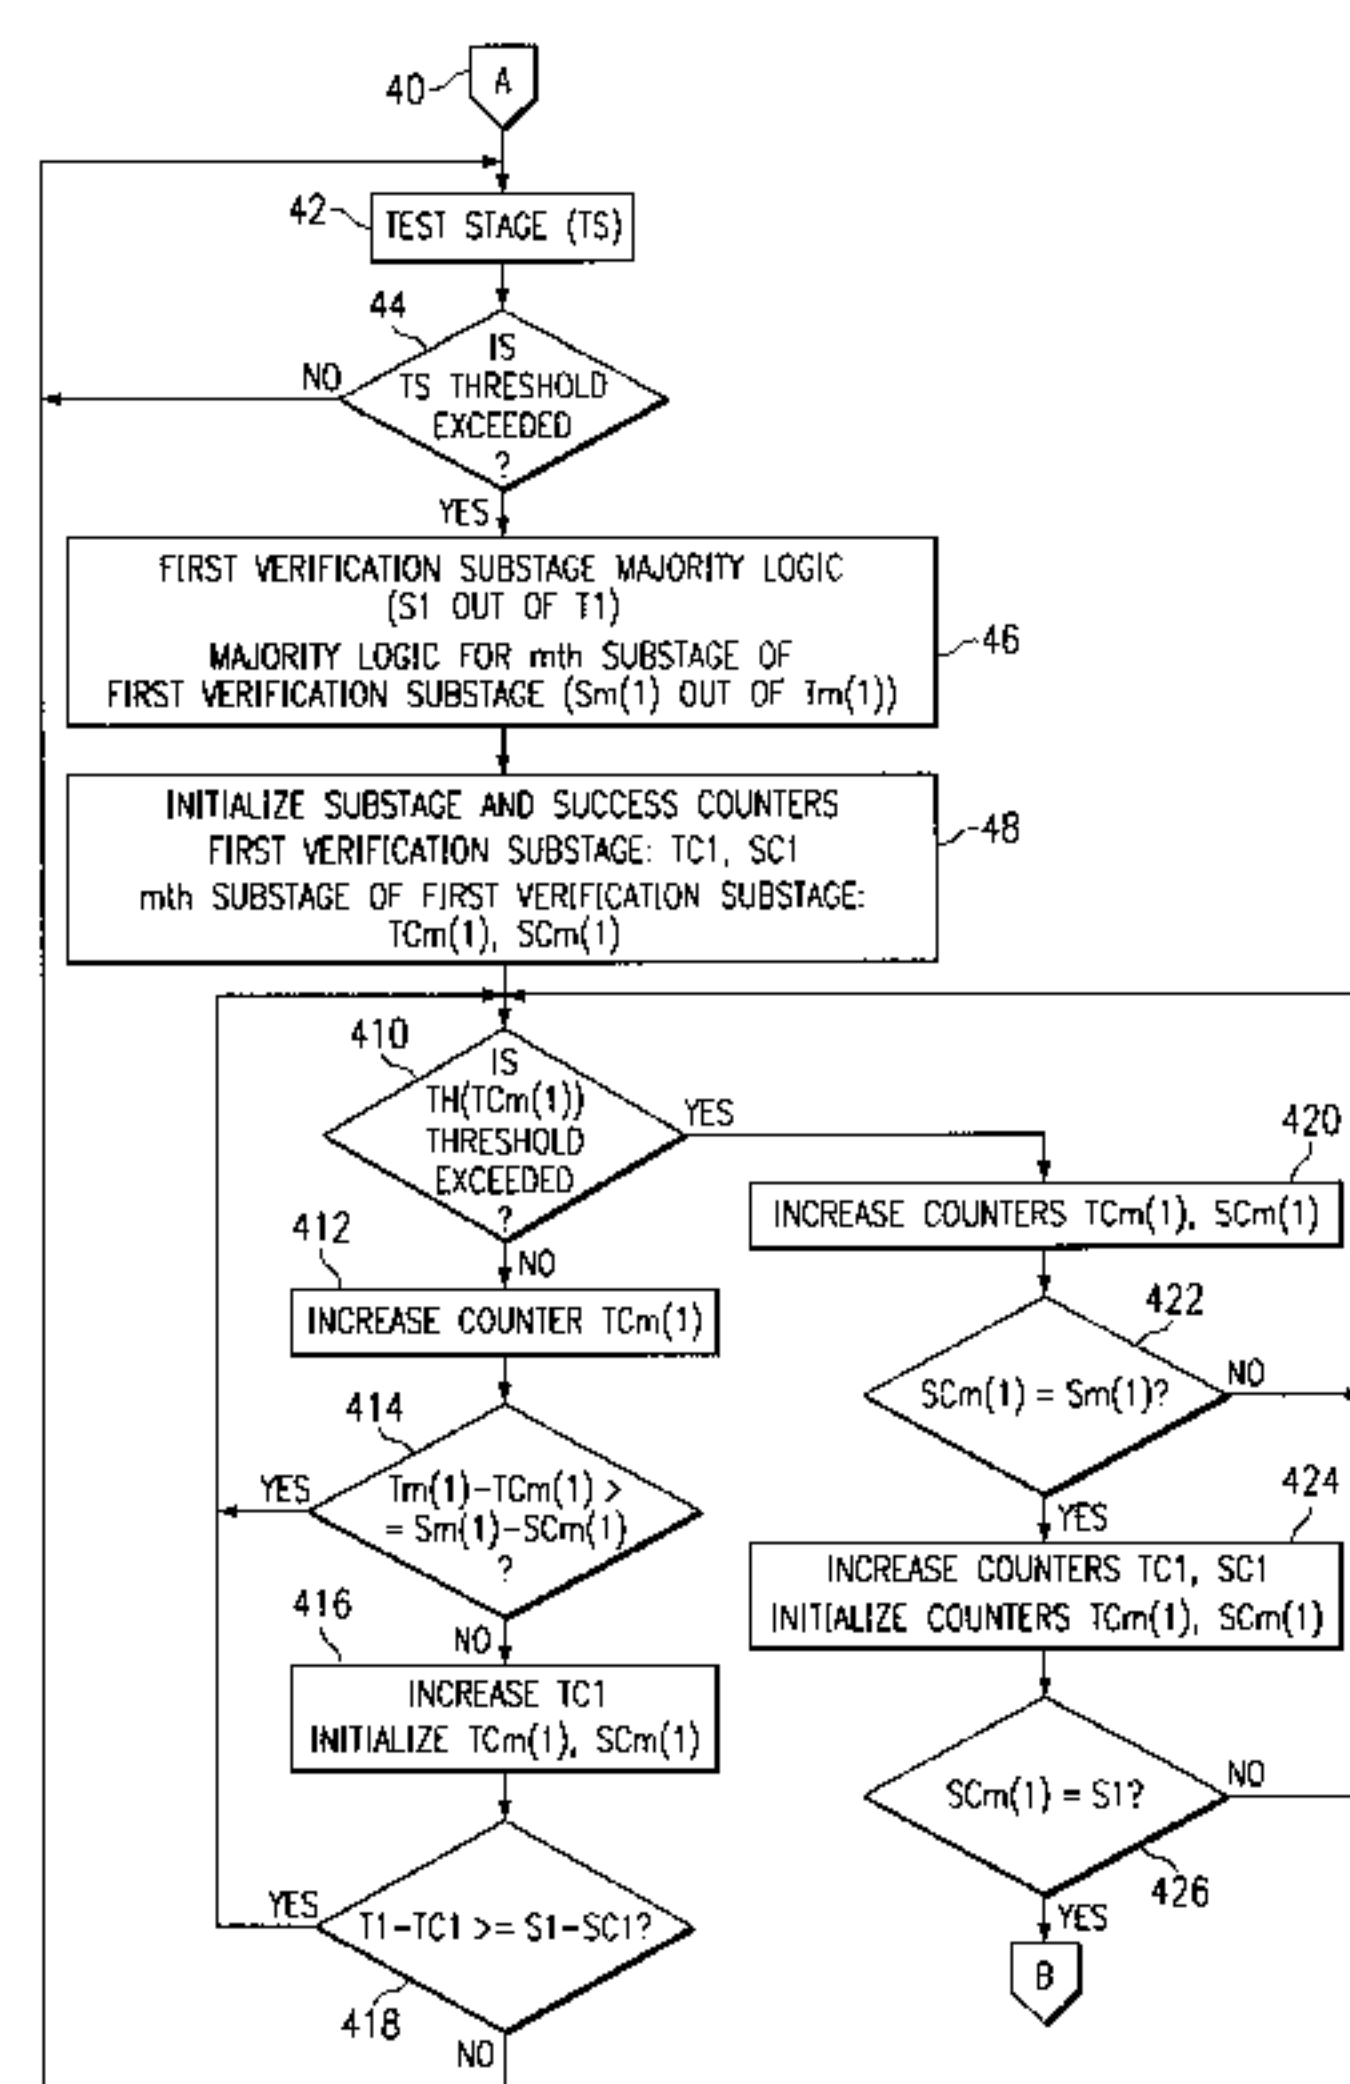 40
A
42
TEST STAGE (TS)
44
IS
TS THRESHOLD
EXCEEDED
?
NO
YES
FIRST VERIFICATION SUBSTAGE MAJORITY LOGIC
(S1 OUT OF T1)
MAJORITY LOGIC FOR mth SUBSTAGE OF
FIRST VERIFICATION SUBSTAGE (Sm(1) OUT OF Tm(1))
46
INITIALIZE SUBSTAGE AND SUCCESS COUNTERS
FIRST VERIFICATION SUBSTAGE: TC1, SC1
mth SUBSTAGE OF FIRST VERIFICATION SUBSTAGE:
TCm(1), SCm(1)
48
410
IS
TH(TCm(1))
THRESHOLD
EXCEEDED
?
YES
NO
412
INCREASE COUNTER TCm(1)
414
Tm(1)-TCm(1) >
= Sm(1)-SCm(1)
?
YES
NO
416
INCREASE TC1
INITIALIZE TCm(1), SCm(1)
T1-TC1 >= S1-SC1?
YES
418
NO
420
INCREASE COUNTERS TCm(1), SCm(1)
422
SCm(1) = Sm(1)?
NO
YES
424
INCREASE COUNTERS TC1, SC1
INITIALIZE COUNTERS TCm(1), SCm(1)
SCm(1) = S1?
NO
426
YES
B